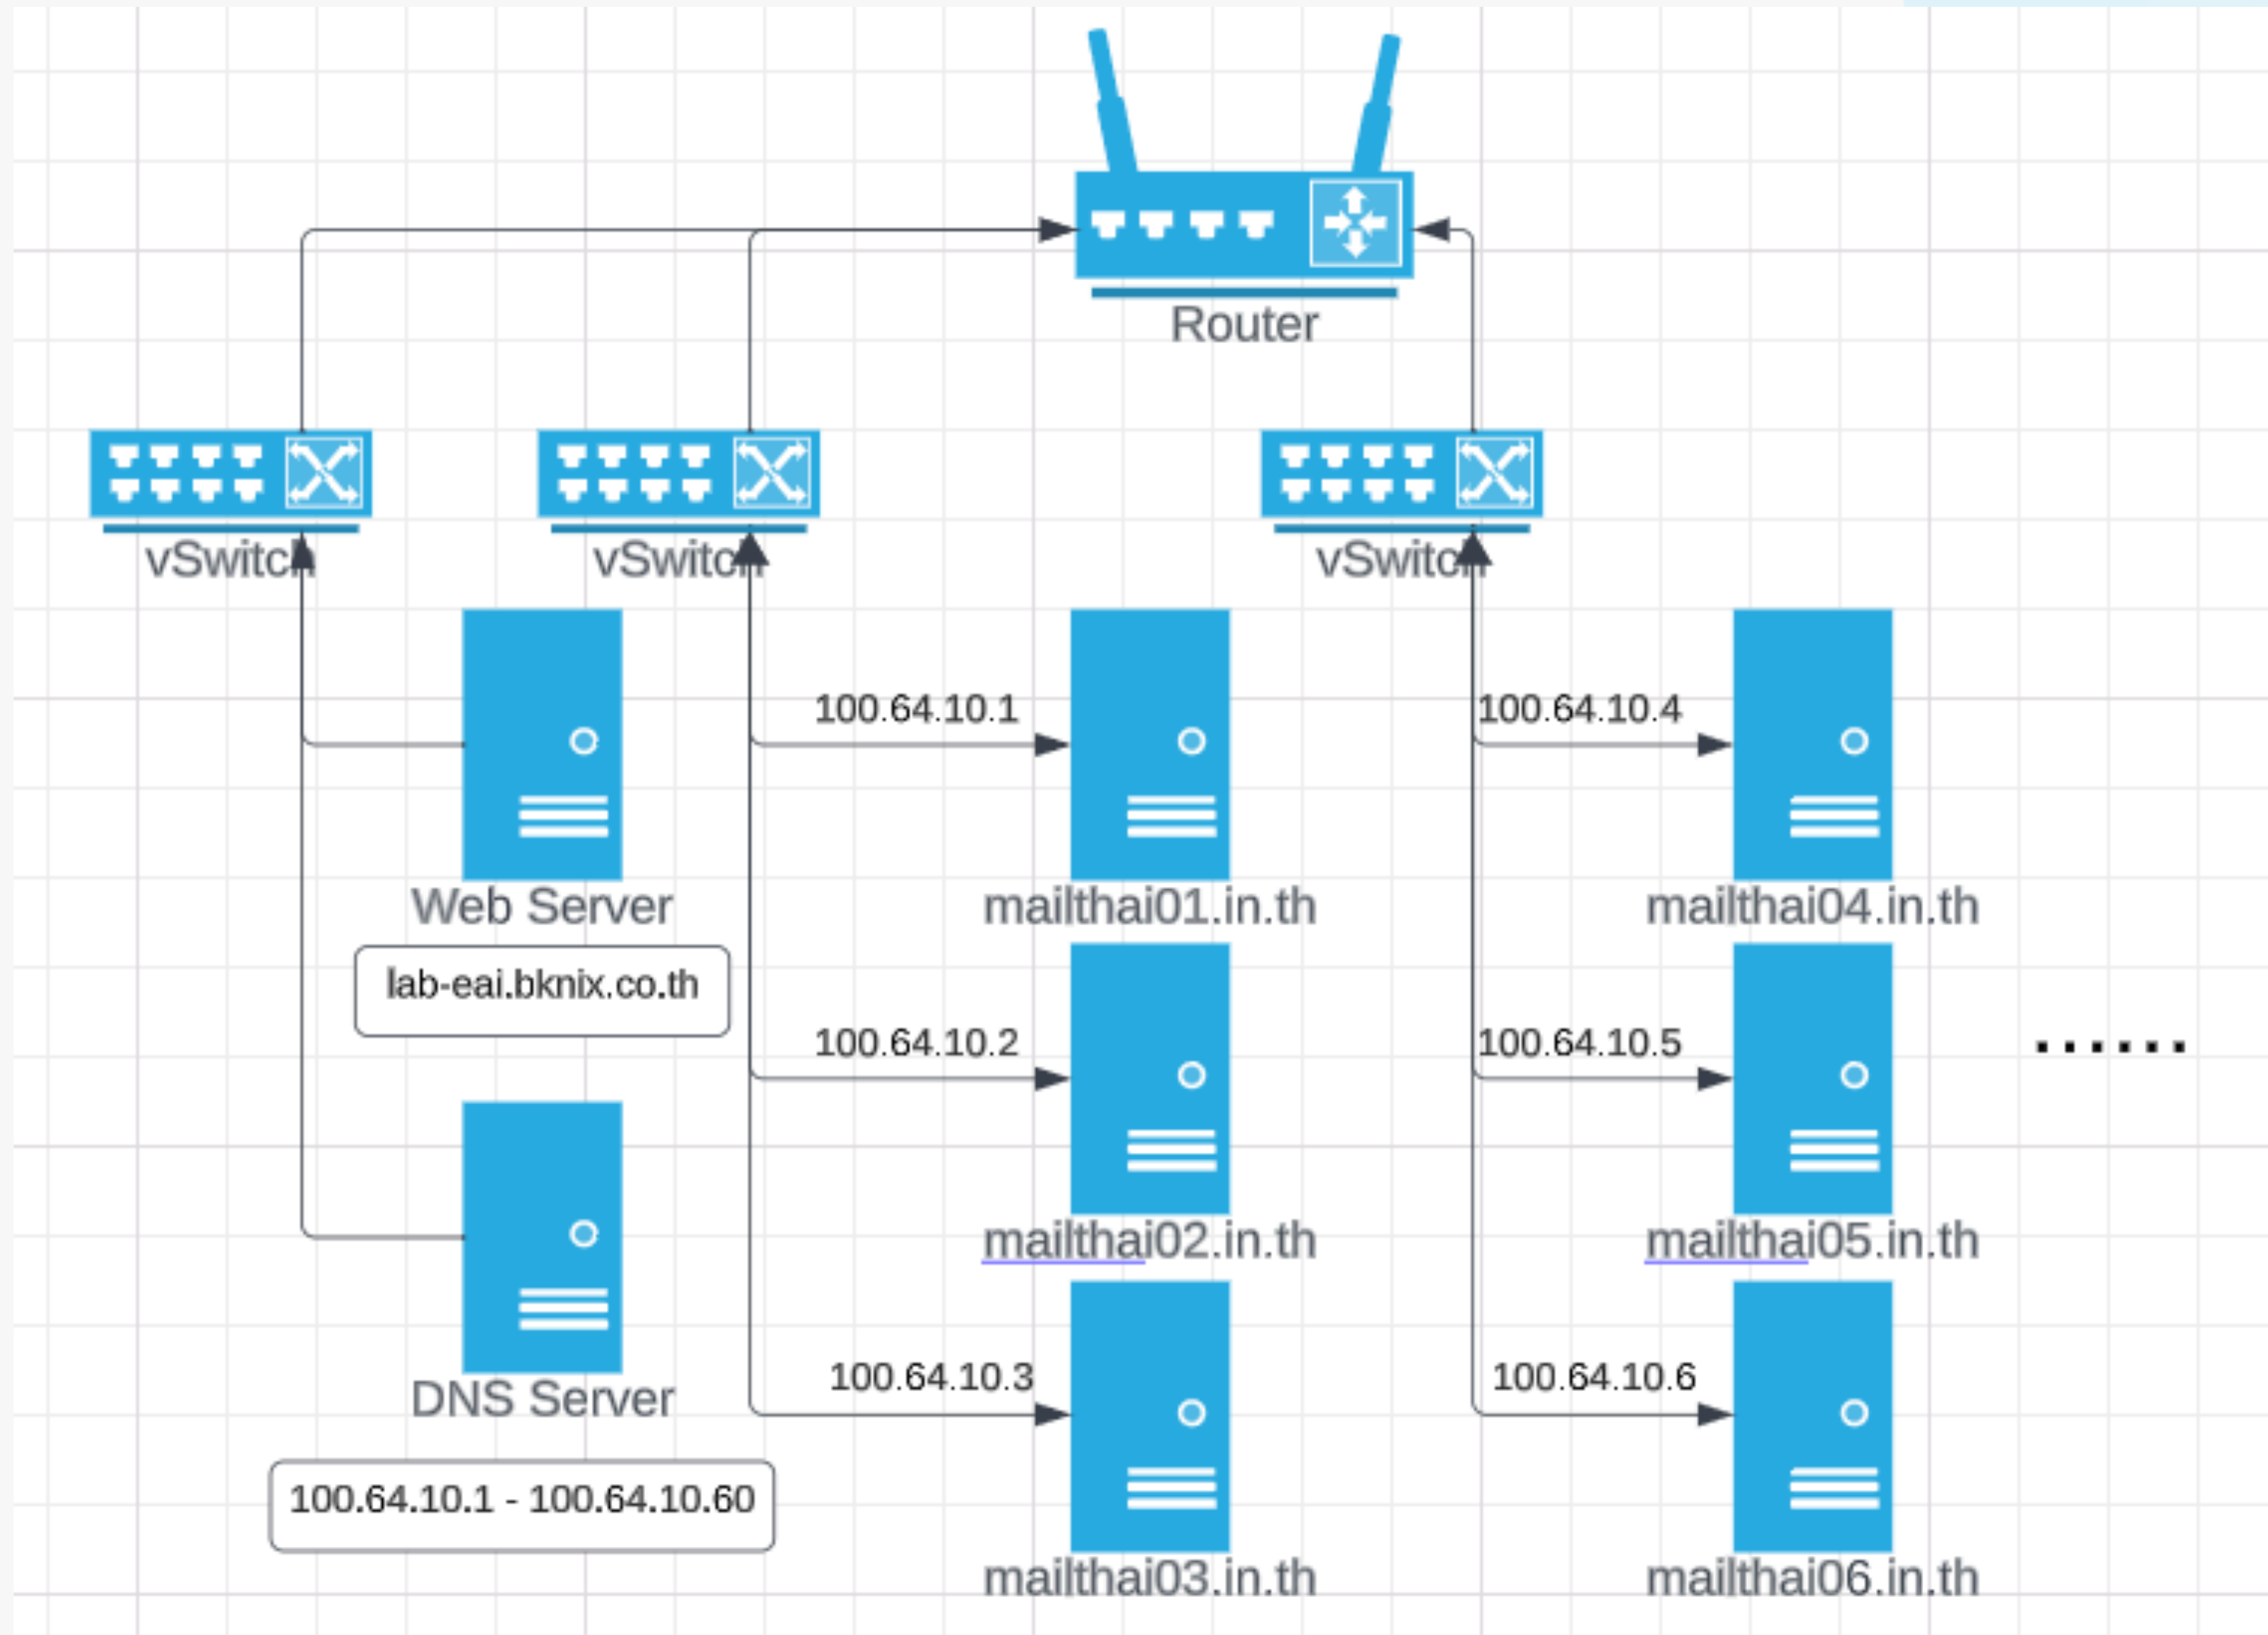 Router
vSwitch
vSwitch
vSwitch
100.64.10.1
100.64.10.4
Web Server
mailthai01.in.th
mailthai04.in.th
lab-eai.bknix.co.th
100.64.10.2
100.64.10.5
......
mailthai02.in.th
mailthai05.in.th
100.64.10.3
100.64.10.6
DNS Server
100.64.10.1 - 100.64.10.60
mailthai03.in.th
mailthai06.in.th